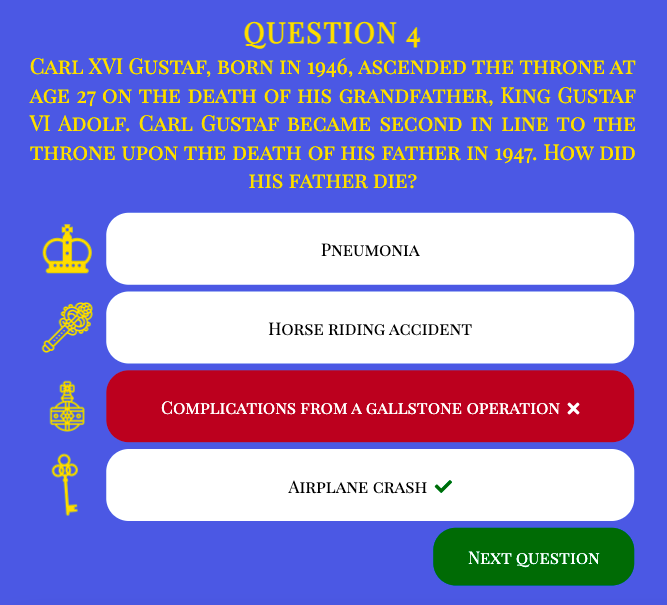 QUESTION 4
CARL XVI GUSTAF, BORN IN 1946, ASCENDED THE THRONE AT
AGE 27 ON THE DEATH OF HIS GRANDFATHER, KING GUSTAF
VI ADOLF. CARL GUSTAF BECAME SECOND IN LINE TO THE
THRONE UPON THE DEATH OF HIS FATHER IN 1947. HOW DID
HIS FATHER DIE?
PNEUMONIA
HORSE RIDING ACCIDENT
COMPLICATIONS FROM A GALLSTONE OPERATION
AIRPLANE CRASH
NEXT QUESTION